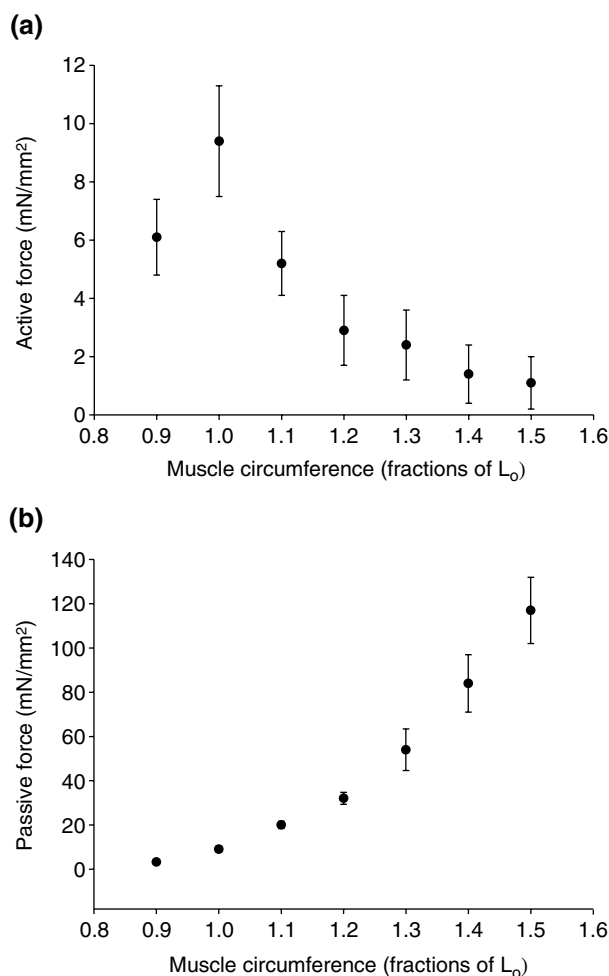 (a)
Active force (mN/mm²)
12
10
8
6
4
2
0
0.8 0.9 1.0 1.1 1.2 1.3 1.4 1.5 1.6
Muscle circumference (fractions of Lₒ)
(b)
Passive force (mN/mm²)
140
120
100
80
60
40
20
0
0.8 0.9 1.0 1.1 1.2 1.3 1.4 1.5 1.6
Muscle circumference (fractions of Lₒ)